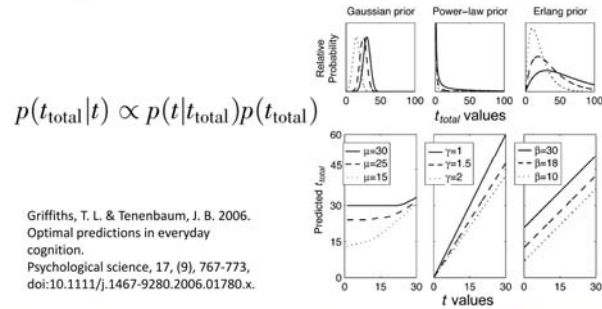 p(t_total|t) ∝ p(t|t_total)p(t_total)
Griffiths, T. L. & Tenenbaum, J. B. 2006.
Optimal predictions in everyday
cognition.
Psychological science, 17, (9), 767-773,
doi:10.1111/j.1467-9280.2006.01780.x.
Gaussian prior Power-law prior Erlang prior
Relative
Probability
0 50 100 0 50 100 0 50 100
t_total values
Predicted t_total
60
45
30
15
0
μ=30 γ=1 β=30
μ=25 γ=1.5 β=18
μ=15 γ=2 β=10
0 15 30 0 15 30 0 15 30
t values